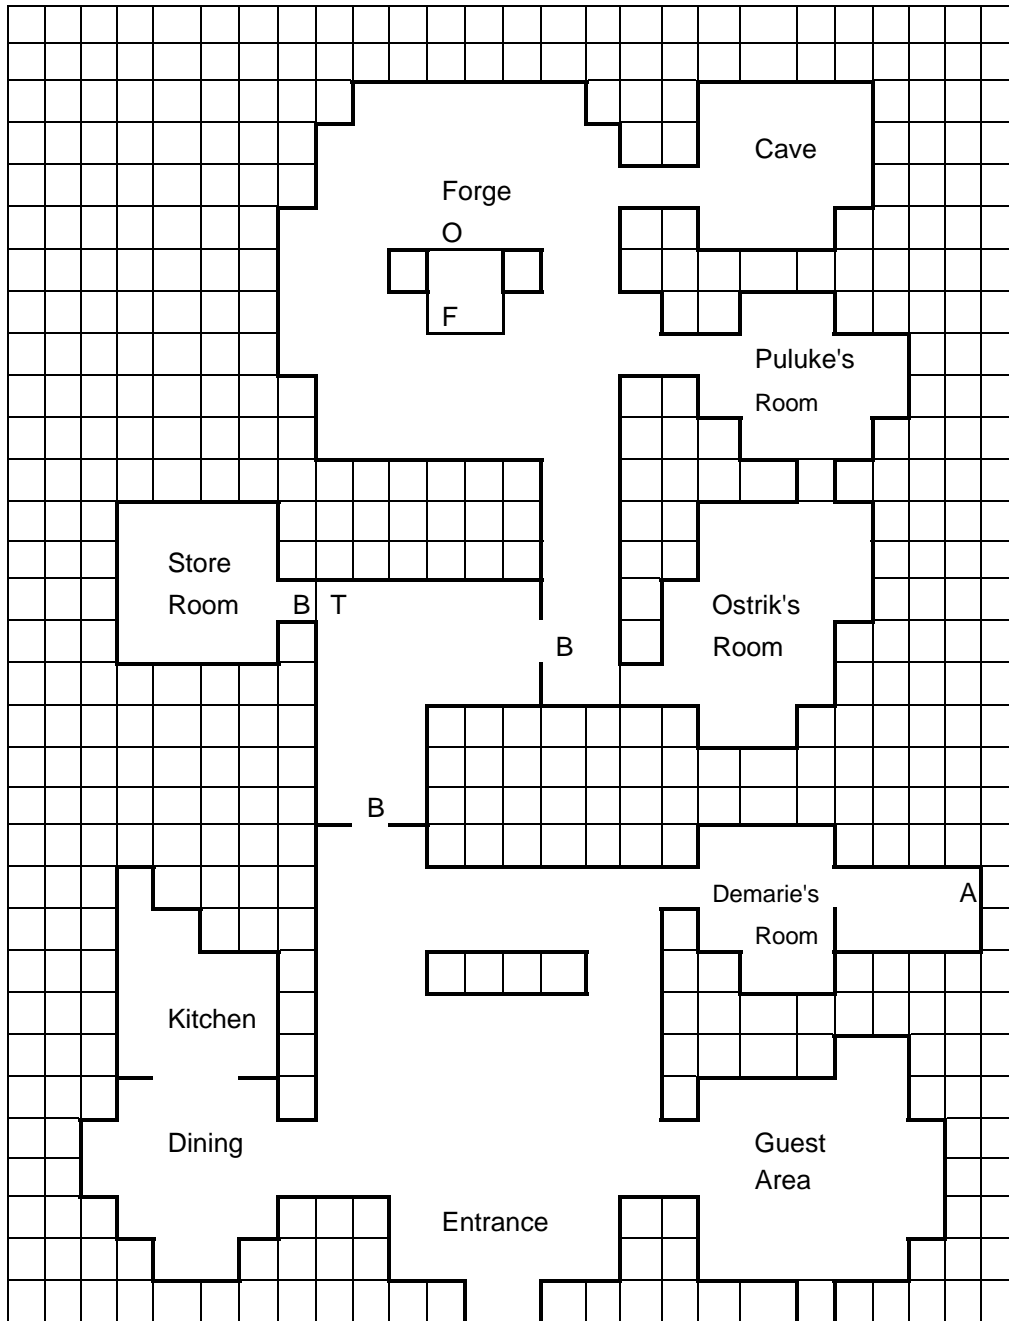 Cave
Forge
O
F
Puluke's
Room
Store
Room
B T
Ostrik's
Room
B
B
Demarie's
Room
A
Kitchen
Dining
Guest
Area
Entrance